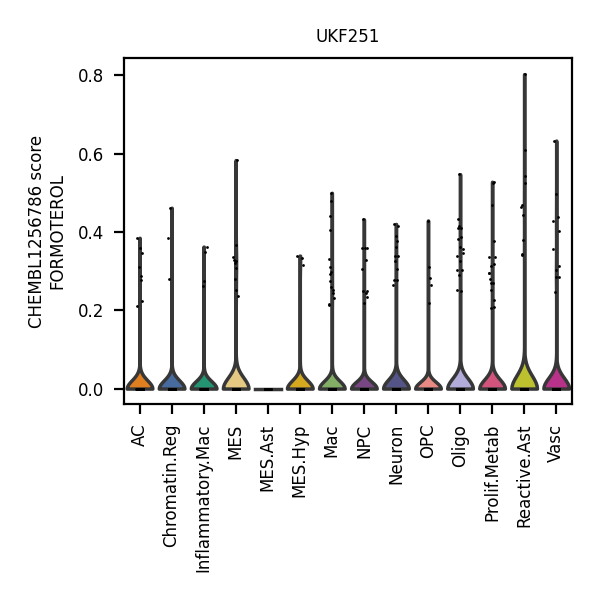 UKF251
CHEMBL1256786 score
FORMOTEROL
0.8
0.6
0.4
0.2
0.0
AC
Chromatin.Reg
Inflammatory.Mac
MES
MES.Ast
MES.Hyp
Mac
NPC
Neuron
OPC
Oligo
Prolif.Metab
Reactive.Ast
Vasc